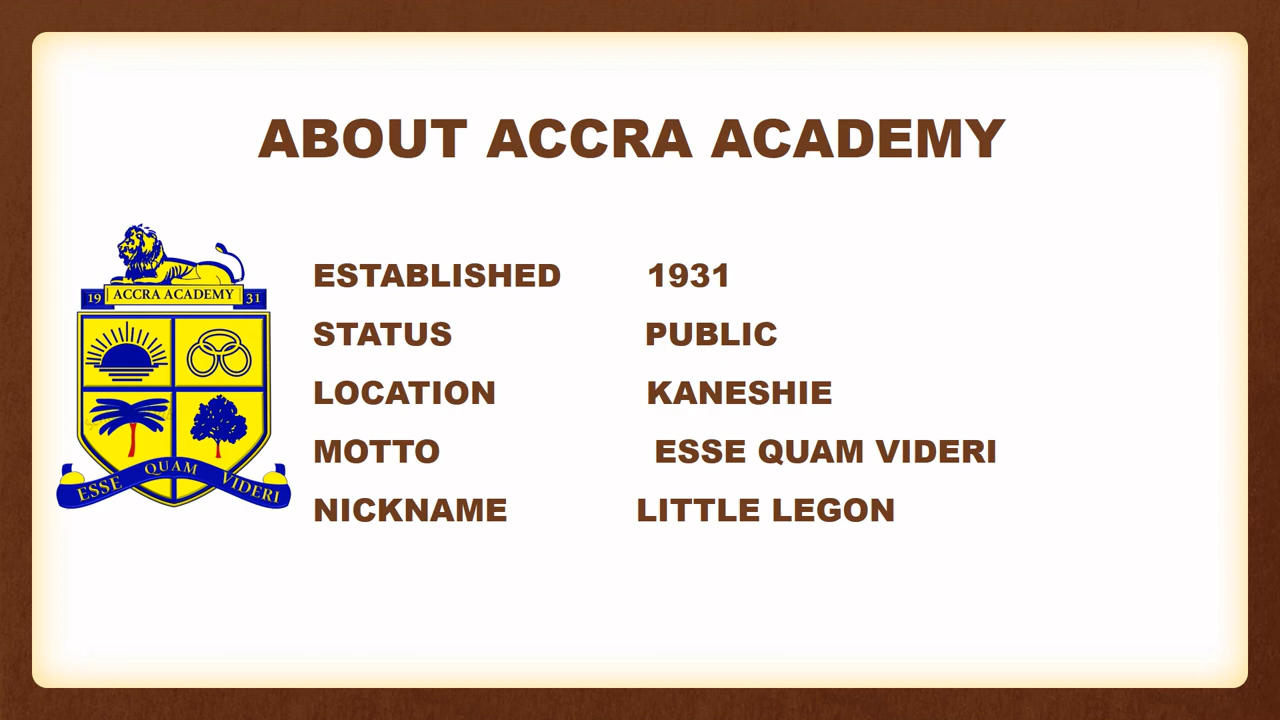 ABOUT ACCRA ACADEMY
19 ACCRA ACADEMY 31
ESSE QUAM VIDERI
ESTABLISHED 1931
STATUS PUBLIC
LOCATION KANESHIE
MOTTO ESSE QUAM VIDERI
NICKNAME LITTLE LEGON